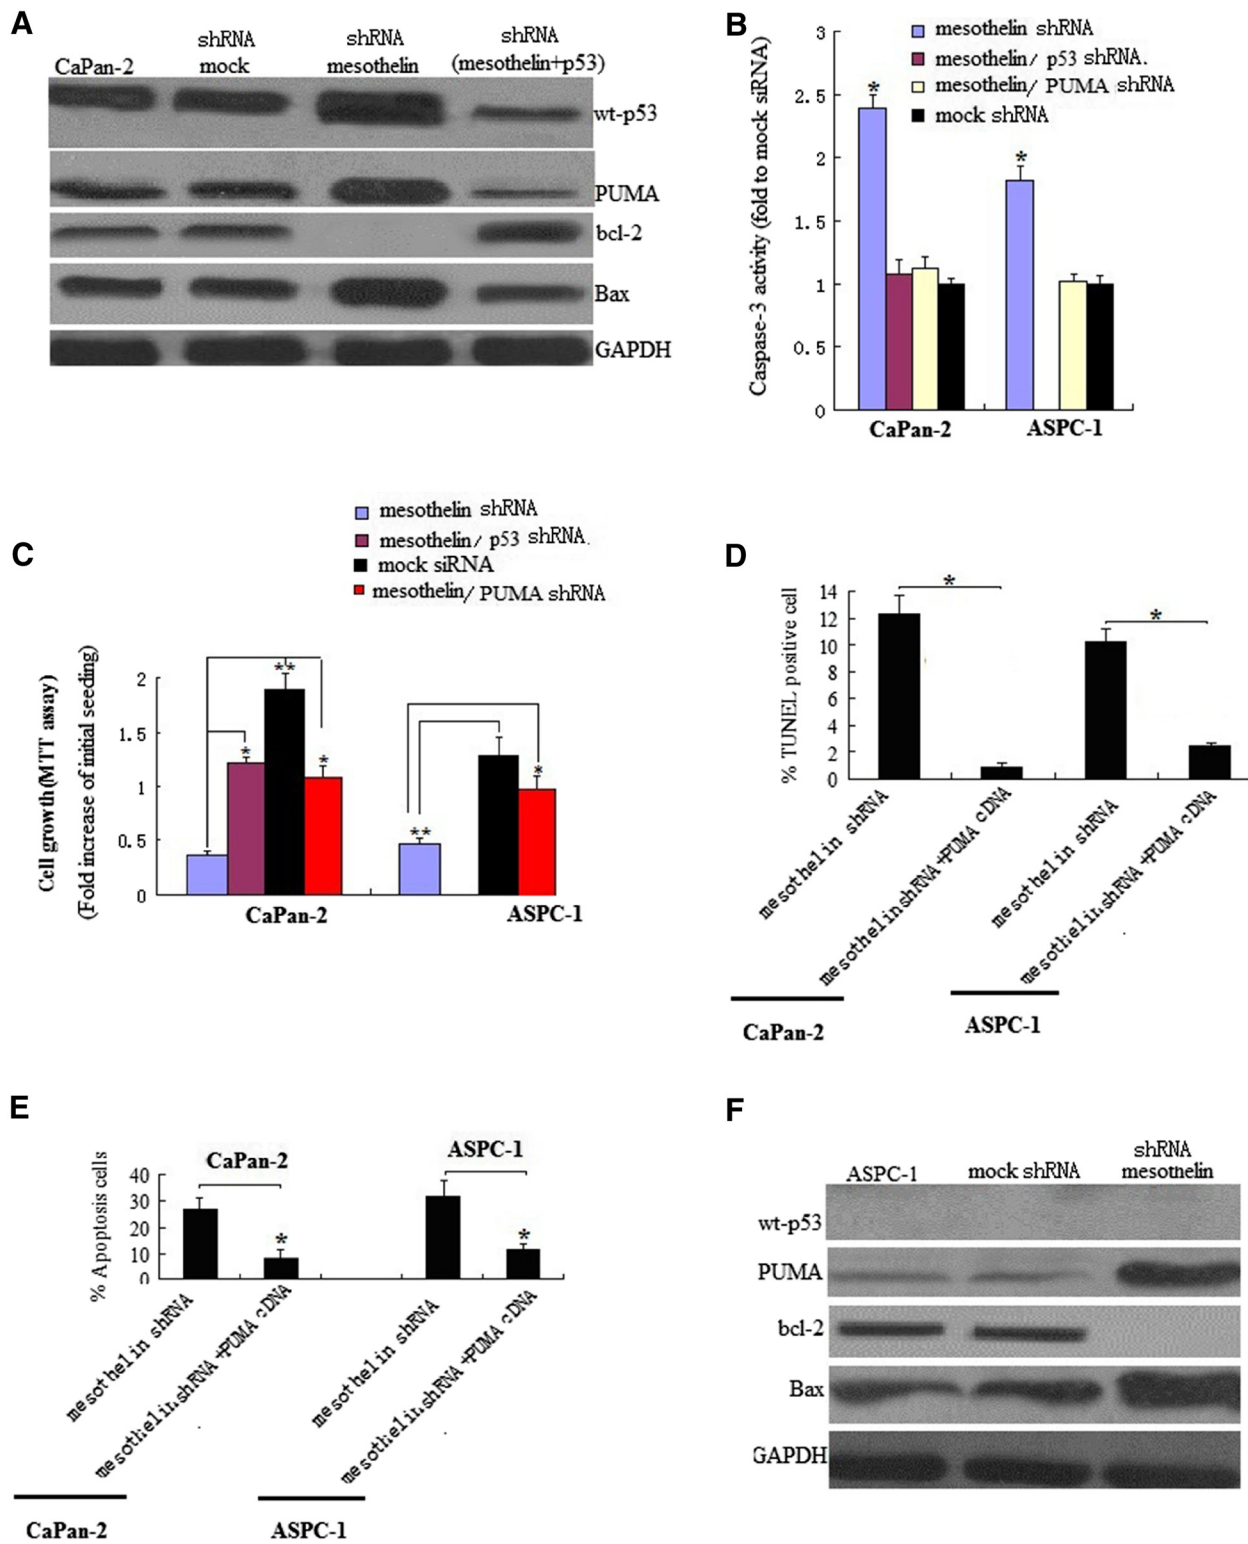 A
CaPan-2
shRNA
mock
shRNA
mesothelin
shRNA
(mesothelin+p53)
wt-p53
PUMA
bcl-2
Bax
GAPDH
B
mesothelin shRNA
mesothelin/ p53 shRNA.
mesothelin/ PUMA shRNA
mock shRNA
Caspase-3 activity (fold to mock siRNA)
3
2.5
2
1.5
1
0.5
0
*
*
CaPan-2
ASPC-1
C
mesothelin shRNA
mesothelin/ p53 shRNA.
mock siRNA
mesothelin/ PUMA shRNA
Cell growth(MTT assay)
(Fold increase of initial seeding)
2
1.5
1
0.5
0
*
**
*
**
*
CaPan-2
ASPC-1
D
% TUNEL positive cell
14
12
10
8
6
4
2
0
*
*
mesothelin shRNA
mesothelinshRNA+PUMA cDNA
mesothelin shRNA
mesothelin.shRNA+PUMA cDNA
CaPan-2
ASPC-1
E
% Apoptosis cells
40
30
20
10
0
CaPan-2
*
ASPC-1
*
mesothelin shRNA
mesothelin.shRNA+PUMA cDNA
mesothelin shRNA
mesothelin.shRNA+PUMA cDNA
CaPan-2
ASPC-1
F
ASPC-1
mock shRNA
shRNA
mesothelin
wt-p53
PUMA
bcl-2
Bax
GAPDH